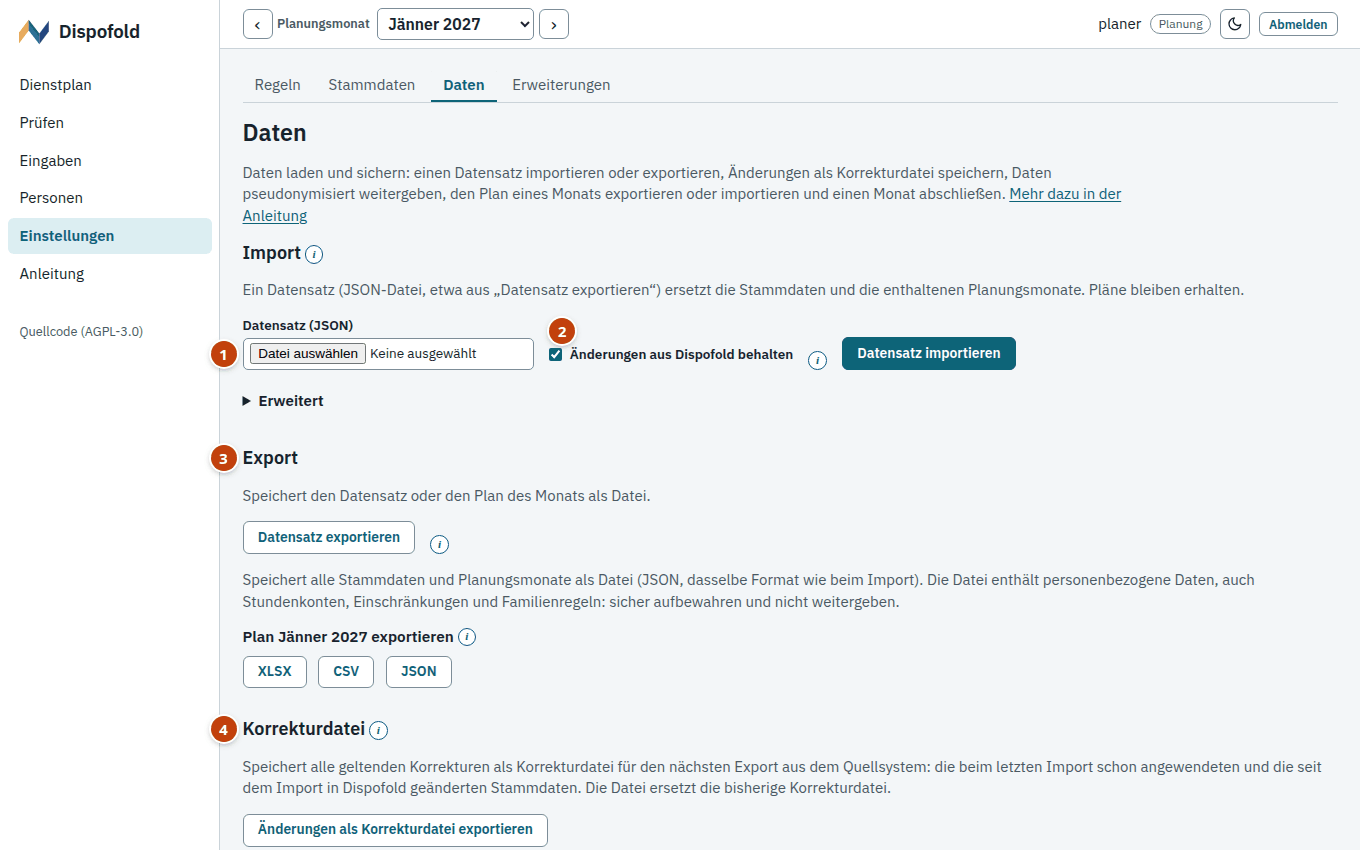 Dispofold
Dienstplan
Prüfen
Eingaben
Personen
Einstellungen
Anleitung
Quellcode (AGPL-3.0)
‹ Planungsmonat Jänner 2027 ›
planer Planung Abmelden
Regeln Stammdaten Daten Erweiterungen
Daten
Daten laden und sichern: einen Datensatz importieren oder exportieren, Änderungen als Korrekturdatei speichern, Daten
pseudonymisiert weitergeben, den Plan eines Monats exportieren oder importieren und einen Monat abschließen. Mehr dazu in der
Anleitung
Import i
Ein Datensatz (JSON-Datei, etwa aus „Datensatz exportieren“) ersetzt die Stammdaten und die enthaltenen Planungsmonate. Pläne bleiben erhalten.
Datensatz (JSON)
1 Datei auswählen Keine ausgewählt 2 Änderungen aus Dispofold behalten i Datensatz importieren
Erweitert
3 Export
Speichert den Datensatz oder den Plan des Monats als Datei.
Datensatz exportieren i
Speichert alle Stammdaten und Planungsmonate als Datei (JSON, dasselbe Format wie beim Import). Die Datei enthält personenbezogene Daten, auch
Stundenkonten, Einschränkungen und Familienregeln: sicher aufbewahren und nicht weitergeben.
Plan Jänner 2027 exportieren i
XLSX CSV JSON
4 Korrekturdatei i
Speichert alle geltenden Korrekturen als Korrekturdatei für den nächsten Export aus dem Quellsystem: die beim letzten Import schon angewendeten und die seit
dem Import in Dispofold geänderten Stammdaten. Die Datei ersetzt die bisherige Korrekturdatei.
Änderungen als Korrekturdatei exportieren